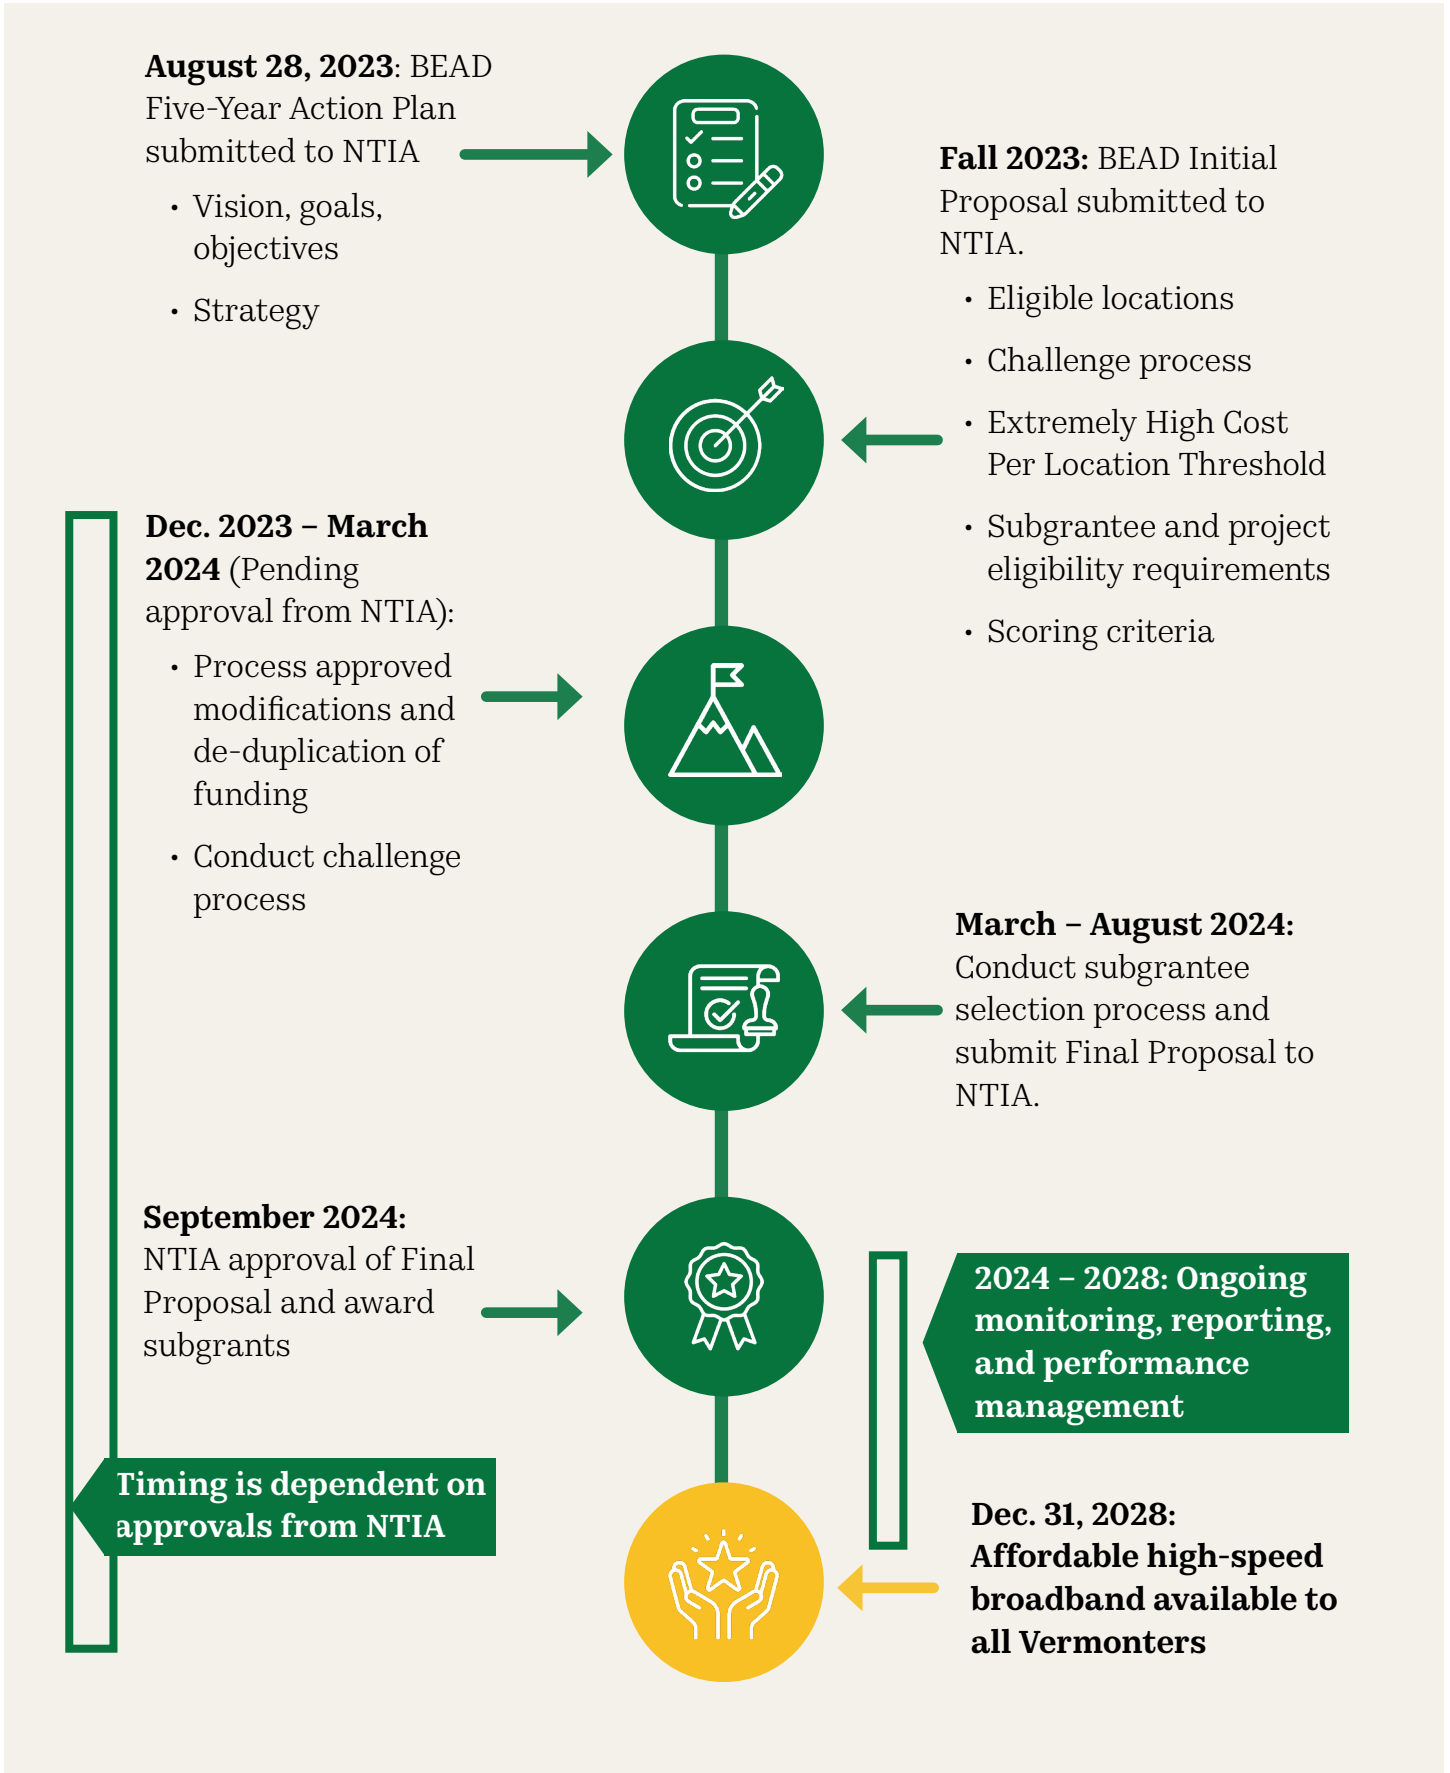 August 28, 2023: BEAD
Five-Year Action Plan
submitted to NTIA
• Vision, goals,
objectives
• Strategy
Fall 2023: BEAD Initial
Proposal submitted to
NTIA.
• Eligible locations
• Challenge process
• Extremely High Cost
Per Location Threshold
• Subgrantee and project
eligibility requirements
• Scoring criteria
Dec. 2023 – March
2024 (Pending
approval from NTIA):
• Process approved
modifications and
de-duplication of
funding
• Conduct challenge
process
March – August 2024:
Conduct subgrantee
selection process and
submit Final Proposal to
NTIA.
September 2024:
NTIA approval of Final
Proposal and award
subgrants
2024 – 2028: Ongoing
monitoring, reporting,
and performance
management
Timing is dependent on
approvals from NTIA
Dec. 31, 2028:
Affordable high-speed
broadband available to
all Vermonters